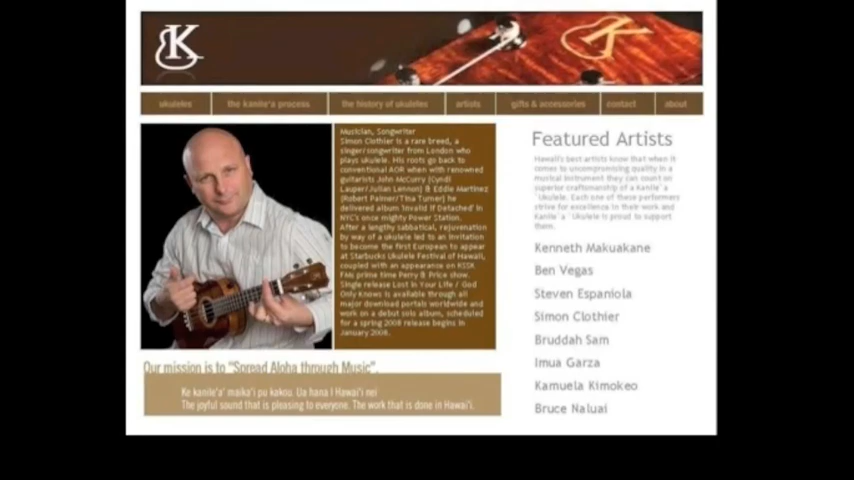 K
K
ukuleles the kanile'a process the history of ukuleles artists gifts & accessories contact about
Musician, Songwriter
Simon Clothier is a rare breed, a
singer/songwriter from London who
plays ukulele. His roots go back to
conventional AOR when with renowned
guitarists John McCurry (Cyndi
Lauper/Julian Lennon) & Eddie Martinez
(Robert Palmer/Tina Turner) he
delivered album 'Invalid if Detached' in
NYC's once mighty Power Station.
After a lengthy sabbatical, rejuvenation
by way of a ukulele led to an invitation
to become the first European to appear
at Starbucks Ukulele Festival of Hawaii,
coupled with an appearance on KSSK
FMs prime time Perry & Price show.
Single release Lost in Your Life / God
Only Knows is available through all
major download portals worldwide and
work on a debut solo album, scheduled
for a spring 2008 release begins in
January 2008.
Our mission is to "Spread Aloha through Music".
Ke kanile'a' maika'i pu kakou. Ua hana I Hawai'i nei
The joyful sound that is pleasing to everyone. The work that is done in Hawai'i.
Featured Artists
Hawaii's best artists know that when it
comes to uncompromising quality in a
musical instrument they can count on
superior craftsmanship of a Kanile`a
`Ukulele. Each one of these performers
strive for excellence in their work and
Kanile`a `Ukulele is proud to support
them.
Kenneth Makuakane
Ben Vegas
Steven Espaniola
Simon Clothier
Bruddah Sam
Imua Garza
Kamuela Kimokeo
Bruce Naluai